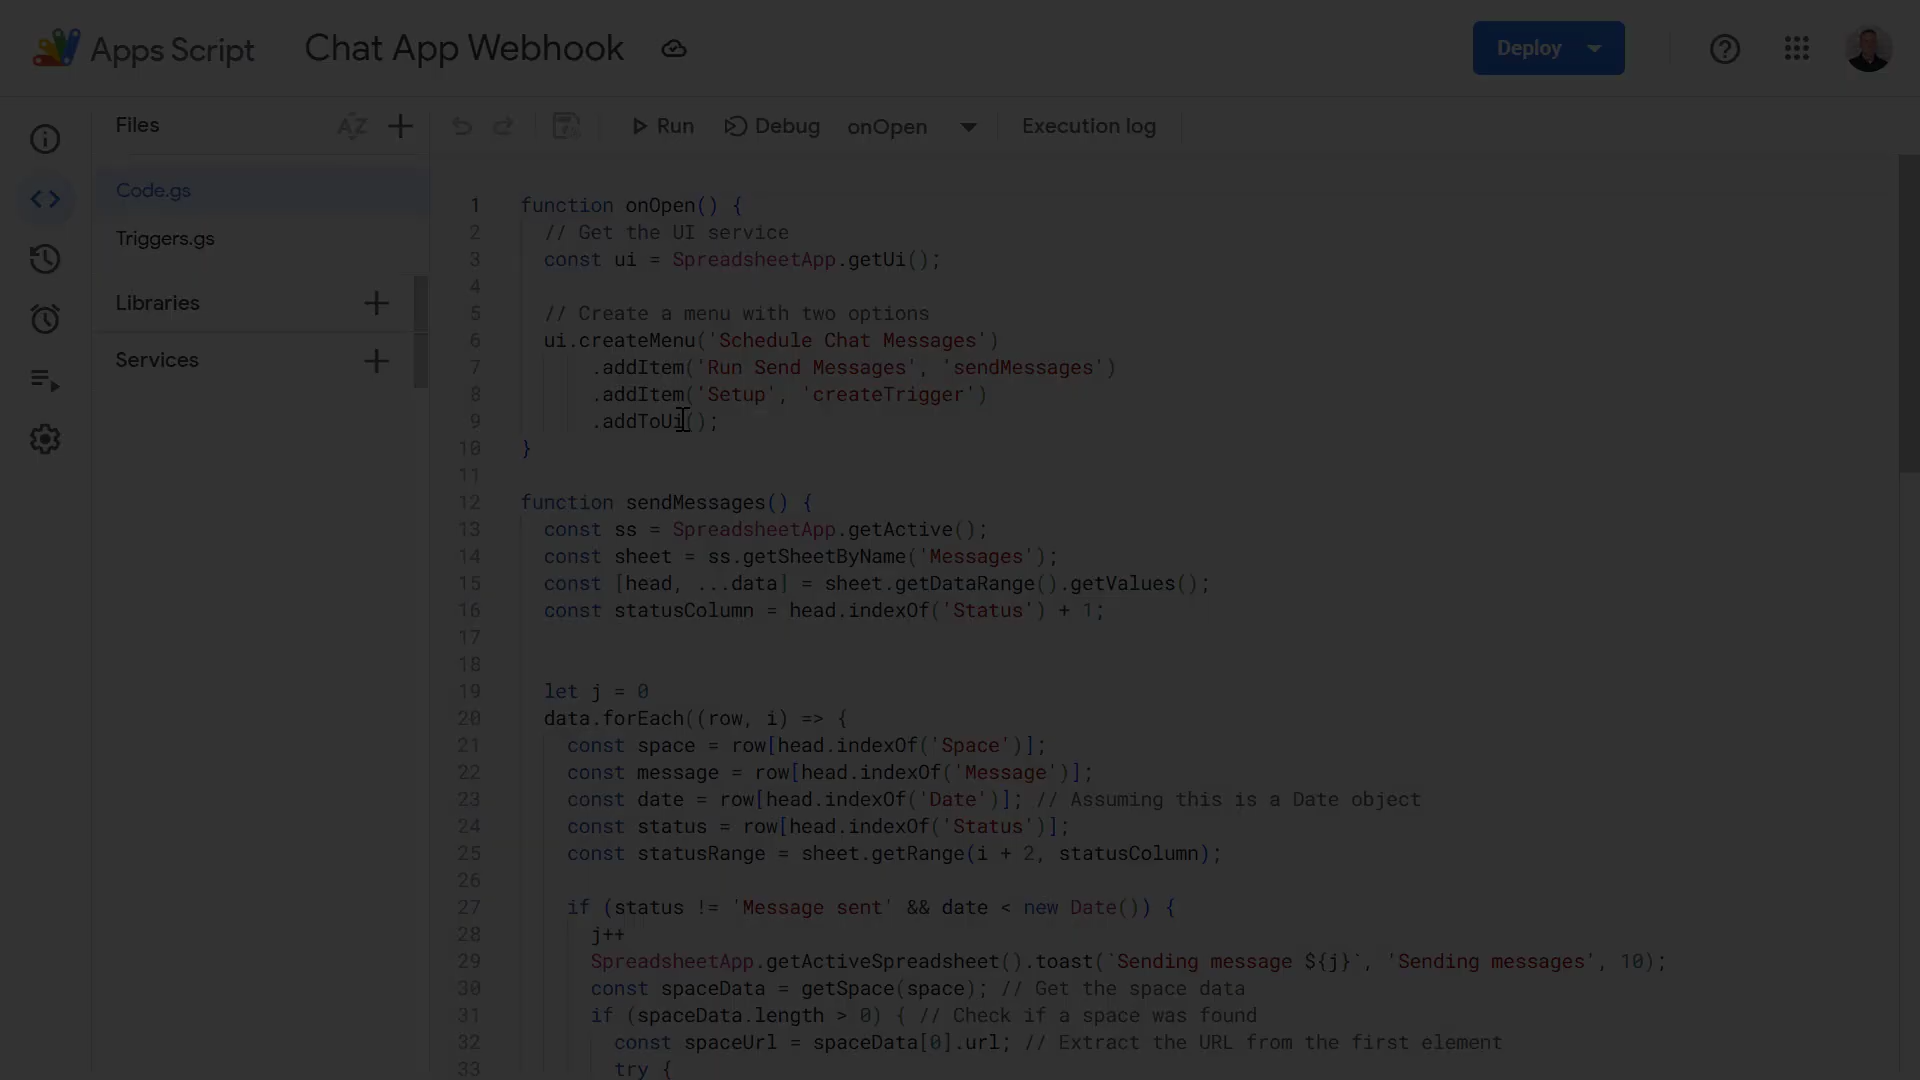 Apps Script
Chat App Webhook
Deploy
Files
AZ
Run
Debug
onOpen
Execution log
Code.gs
Triggers.gs
Libraries
Services
1 function onOpen() {
2 // Get the UI service
3 const ui = SpreadsheetApp.getUi();
4
5 // Create a menu with two options
6 ui.createMenu('Schedule Chat Messages')
7 .addItem('Run Send Messages', 'sendMessages')
8 .addItem('Setup', 'createTrigger')
9 .addToUi();
10 }
11
12 function sendMessages() {
13 const ss = SpreadsheetApp.getActive();
14 const sheet = ss.getSheetByName('Messages');
15 const [head, ...data] = sheet.getDataRange().getValues();
16 const statusColumn = head.indexOf('Status') + 1;
17
18
19 let j = 0
20 data.forEach((row, i) => {
21 const space = row[head.indexOf('Space')];
22 const message = row[head.indexOf('Message')];
23 const date = row[head.indexOf('Date')]; // Assuming this is a Date object
24 const status = row[head.indexOf('Status')];
25 const statusRange = sheet.getRange(i + 2, statusColumn);
26
27 if (status != 'Message sent' && date < new Date()) {
28 j++
29 SpreadsheetApp.getActiveSpreadsheet().toast(`Sending message ${j}`, 'Sending messages', 10);
30 const spaceData = getSpace(space); // Get the space data
31 if (spaceData.length > 0) { // Check if a space was found
32 const spaceUrl = spaceData[0].url; // Extract the URL from the first element
33 try {